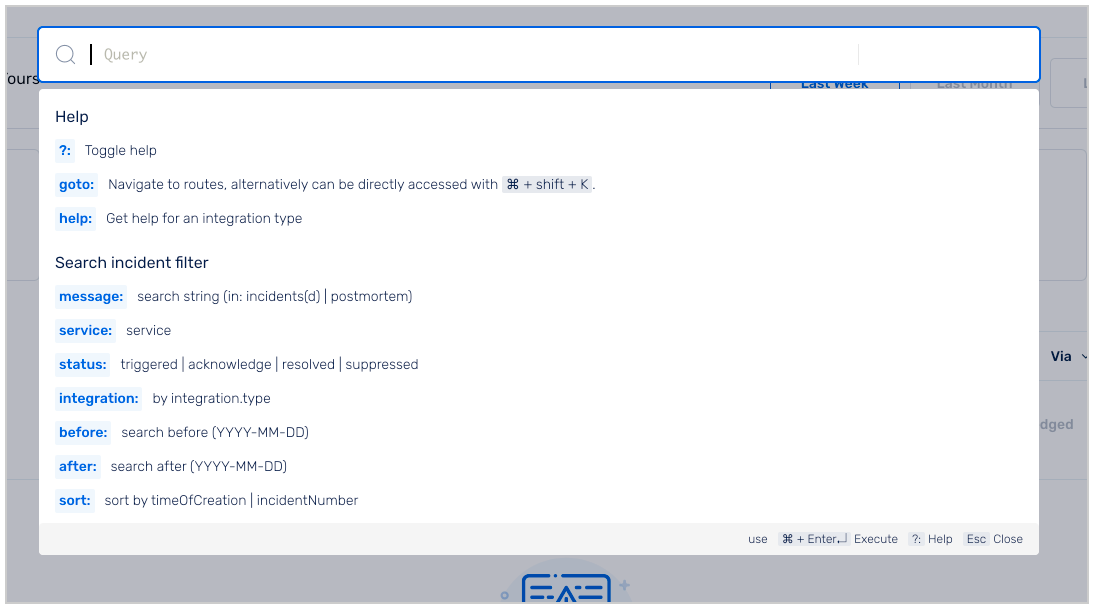 Query
Yours
Last Week
Last Month
Help
?: Toggle help
goto: Navigate to routes, alternatively can be directly accessed with ⌘ + shift + K .
help: Get help for an integration type
Search incident filter
message: search string (in: incidents(d) | postmortem)
service: service
status: triggered | acknowledge | resolved | suppressed
integration: by integration.type
Via
before: search before (YYYY-MM-DD)
dged
after: search after (YYYY-MM-DD)
sort: sort by timeOfCreation | incidentNumber
use ⌘ + Enter↵ Execute ?: Help Esc Close